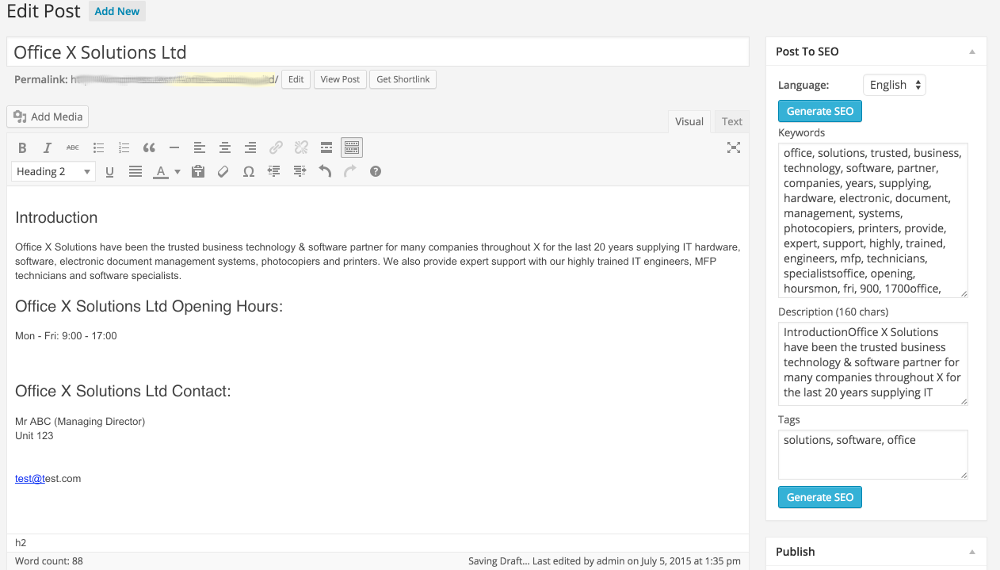 Edit Post Add New
Office X Solutions Ltd
Permalink: d/ Edit View Post Get Shortlink
Add Media
Visual Text
B I ABC
Heading 2 U A Ω ?
Introduction
Office X Solutions have been the trusted business technology & software partner for many companies throughout X for the last 20 years supplying IT hardware,
software, electronic document management systems, photocopiers and printers. We also provide expert support with our highly trained IT engineers, MFP
technicians and software specialists.
Office X Solutions Ltd Opening Hours:
Mon - Fri: 9:00 - 17:00
Office X Solutions Ltd Contact:
Mr ABC (Managing Director)
Unit 123
test@test.com
h2
Word count: 88 Saving Draft... Last edited by admin on July 5, 2015 at 1:35 pm
Post To SEO
Language: English
Generate SEO
Keywords
office, solutions, trusted, business,
technology, software, partner,
companies, years, supplying,
hardware, electronic, document,
management, systems,
photocopiers, printers, provide,
expert, support, highly, trained,
engineers, mfp, technicians,
specialistsoffice, opening,
hoursmon, fri, 900, 1700office,
Description (160 chars)
IntroductionOffice X Solutions
have been the trusted business
technology & software partner for
many companies throughout X for
the last 20 years supplying IT
Tags
solutions, software, office
Generate SEO
Publish